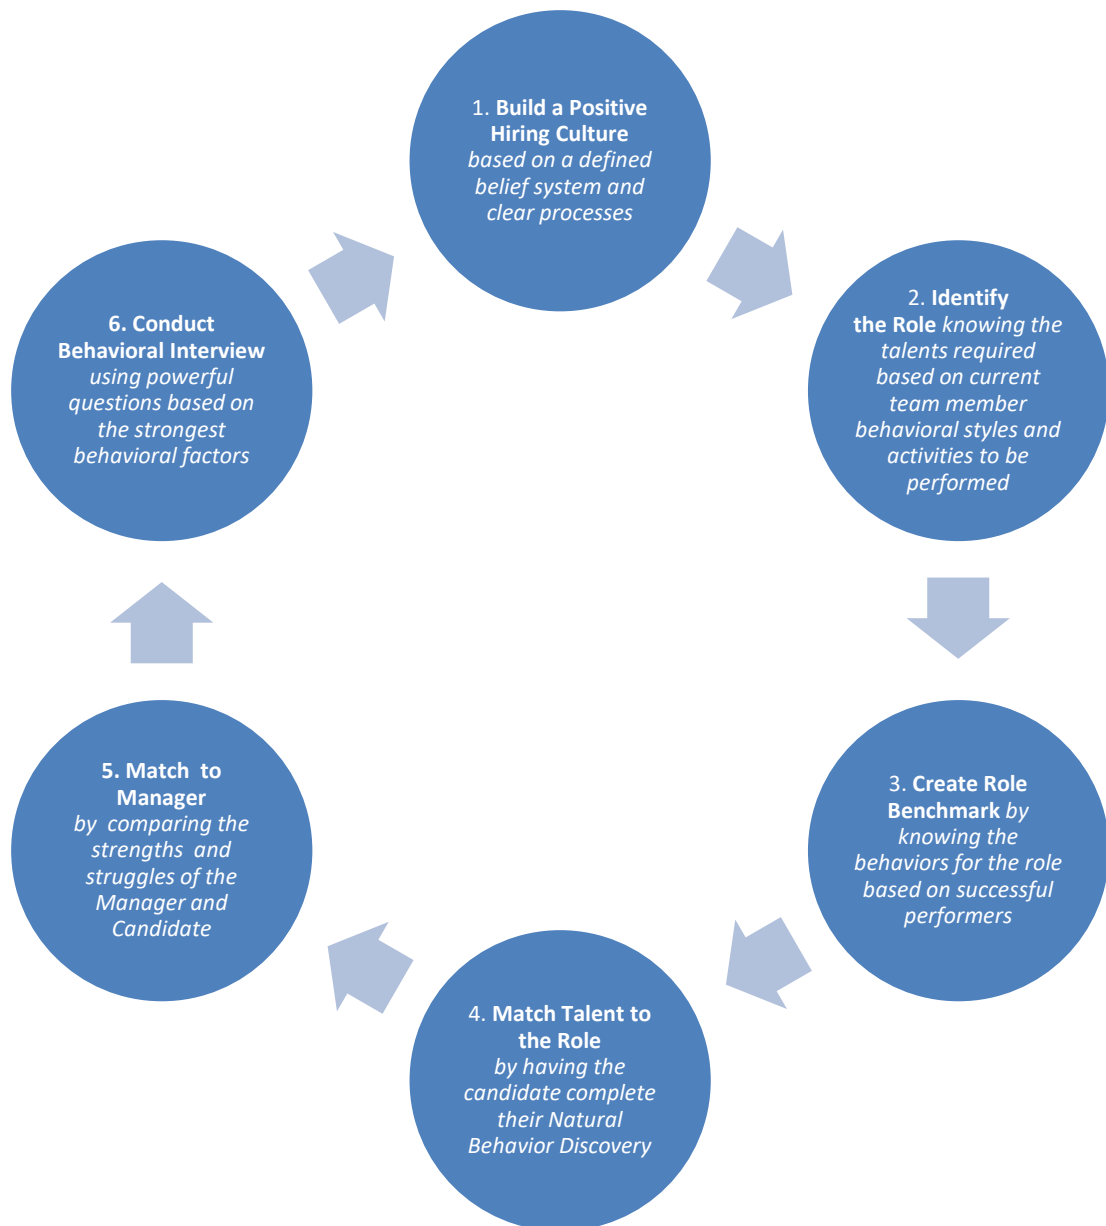 1. Build a Positive
Hiring Culture
based on a defined
belief system and
clear processes
2. Identify
the Role knowing the
talents required
based on current
team member
behavioral styles and
activities to be
performed
3. Create Role
Benchmark by
knowing the
behaviors for the role
based on successful
performers
4. Match Talent to
the Role
by having the
candidate complete
their Natural
Behavior Discovery
5. Match  to
Manager
by  comparing the
strengths  and
struggles of the
Manager and
Candidate
6. Conduct
Behavioral Interview
using powerful
questions based on
the strongest
behavioral factors